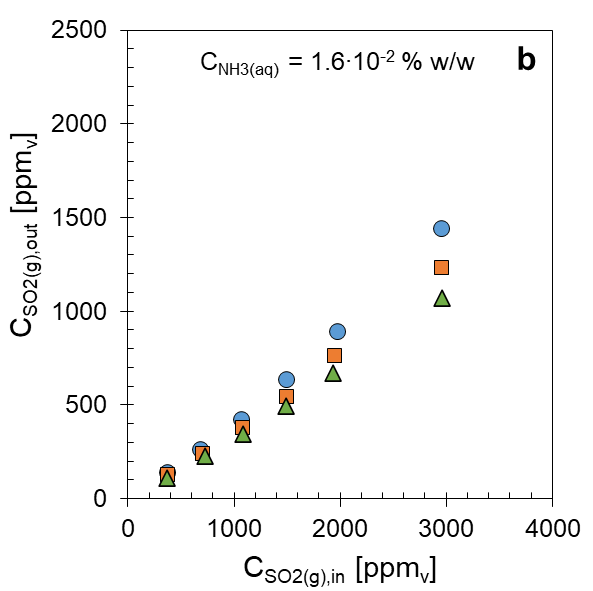 2500
C_NH3(aq) = 1.6·10^-2 % w/w b
2000
1500
1000
500
0
C_SO2(g),out [ppm_v]
0 1000 2000 3000 4000
C_SO2(g),in [ppm_v]